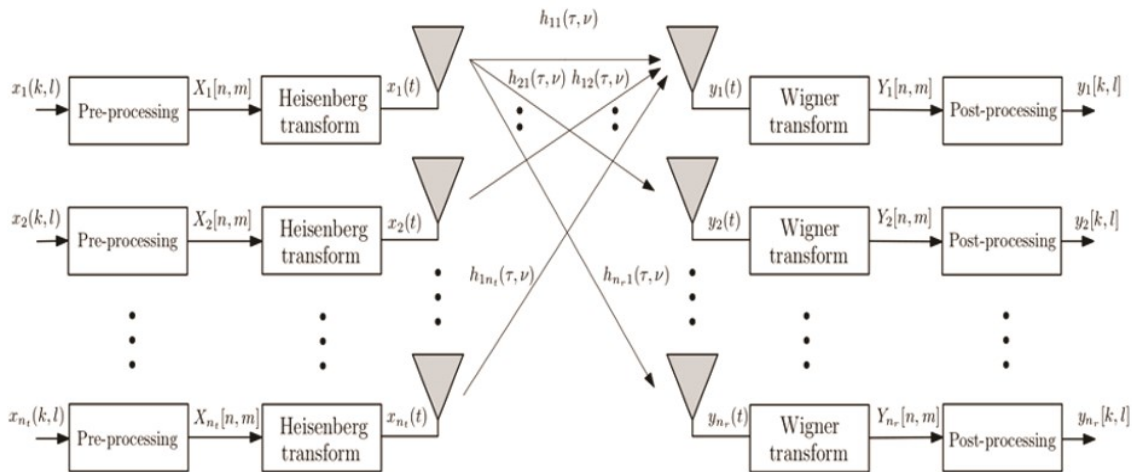 h₁₁(τ, ν)
x₁(k, l) Pre-processing X₁[n, m] Heisenberg transform x₁(t) h₂₁(τ, ν) h₁₂(τ, ν) y₁(t) Wigner transform Y₁[n, m] Post-processing y₁[k, l]
x₂(k, l) Pre-processing X₂[n, m] Heisenberg transform x₂(t) y₂(t) Wigner transform Y₂[n, m] Post-processing y₂[k, l]
h₁ₙₜ(τ, ν) hₙᵣ₁(τ, ν)
xₙₜ(k, l) Pre-processing Xₙₜ[n, m] Heisenberg transform xₙₜ(t) yₙᵣ(t) Wigner transform Yₙᵣ[n, m] Post-processing yₙᵣ[k, l]